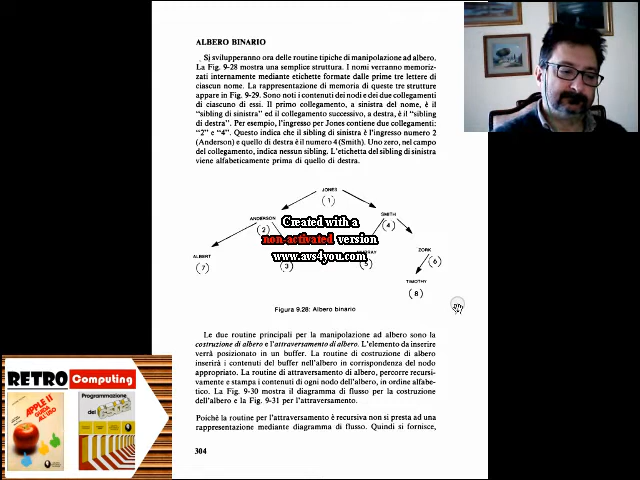 ALBERO BINARIO
Si svilupperanno ora delle routine tipiche di manipolazione ad albero.
La Fig. 9-28 mostra una semplice struttura. I nomi verranno memoriz-
zati internamente mediante etichette formate dalle prime tre lettere di
ciascun nome. La rappresentazione di memoria di queste tre strutture
appare in Fig. 9-29. Sono noti i contenuti dei nodi e dei due collegamenti
di ciascuno di essi. Il primo collegamento, a sinistra del nome, è il
"sibling di sinistra" ed il collegamento successivo, a destra, è il "sibling
di destra". Per esempio, l'ingresso per Jones contiene due collegamenti:
"2" e "4". Questo indica che il sibling di sinistra è l'ingresso numero 2
(Anderson) e quello di destra è il numero 4 (Smith). Uno zero, nel campo
del collegamento, indica nessun sibling. L'etichetta del sibling di sinistra
viene alfabeticamente prima di quello di destra.
JONES
(1)
ANDERSON
(2)
SMITH
(4)
ALBERT
(7)
(3)
(5)
ZORK
(6)
TIMOTHY
(8)
Created with a
non-activated version
www.avs4you.com
Figura 9.28: Albero binario
Le due routine principali per la manipolazione ad albero sono la
costruzione di albero e l'attraversamento di albero. L'elemento da inserire
verrà posizionato in un buffer. La routine di costruzione di albero
inserirà i contenuti del buffer nell'albero in corrispondenza del nodo
appropriato. La routine di attraversamento di albero, percorre recursi-
vamente e stampa i contenuti di ogni nodo dell'albero, in ordine alfabe-
tico. La Fig. 9-30 mostra il diagramma di flusso per la costruzione
dell'albero e la Fig. 9-31 per l'attraversamento.
Poiché la routine per l'attraversamento è recursiva non si presta ad una
rappresentazione mediante diagramma di flusso. Quindi si fornisce,
304
RETRO Computing
APPLE II
GUIDA
ALL'USO
Programmazione
del